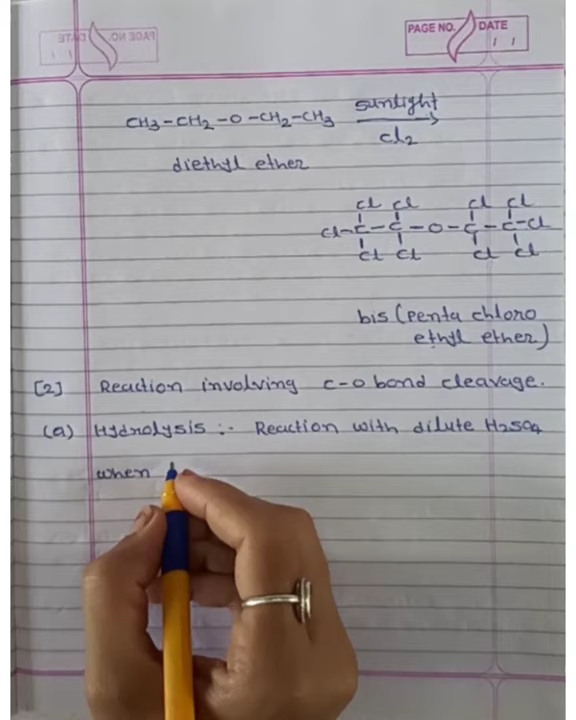 PAGE NO. DATE
/ /
CH3-CH2-O-CH2-CH3 sunlight
Cl2
diethyl ether
Cl Cl Cl Cl
Cl-C-C-O-C-C-Cl
Cl Cl Cl Cl
bis (penta chloro
ethyl ether)
[2] Reaction involving C-O bond cleavage.
(a) Hydrolysis :- Reaction with dilute H2SO4
when